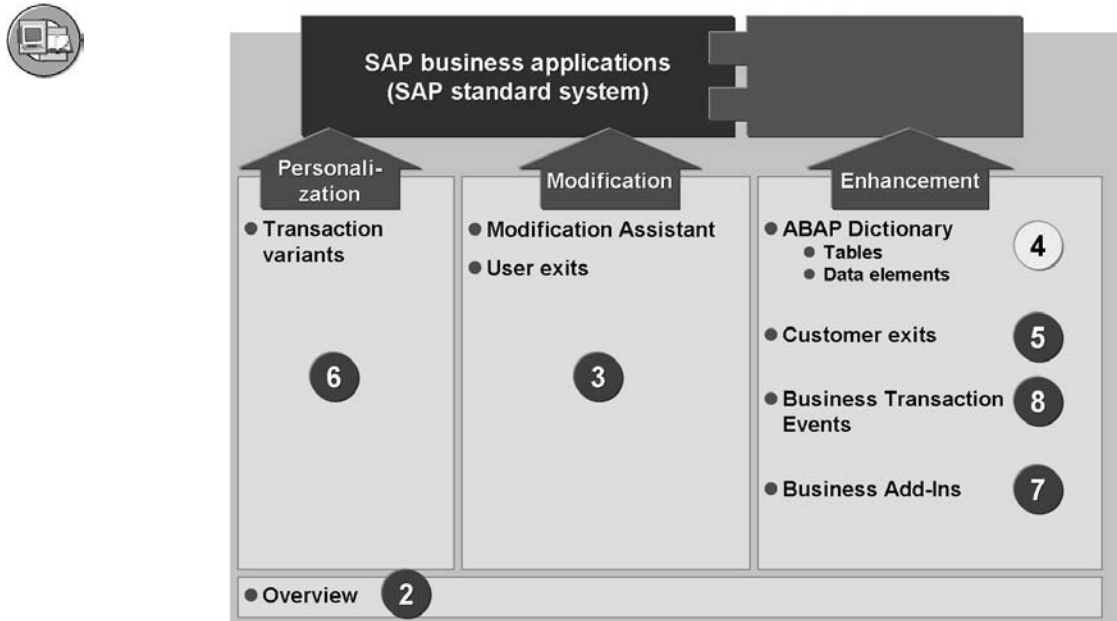 SAP business applications
(SAP standard system)
Personali-
zation
Modification
Enhancement
Transaction
variants
6
Modification Assistant
User exits
3
ABAP Dictionary
Tables
Data elements
4
Customer exits
5
Business Transaction
Events
8
Business Add-Ins
7
Overview
2